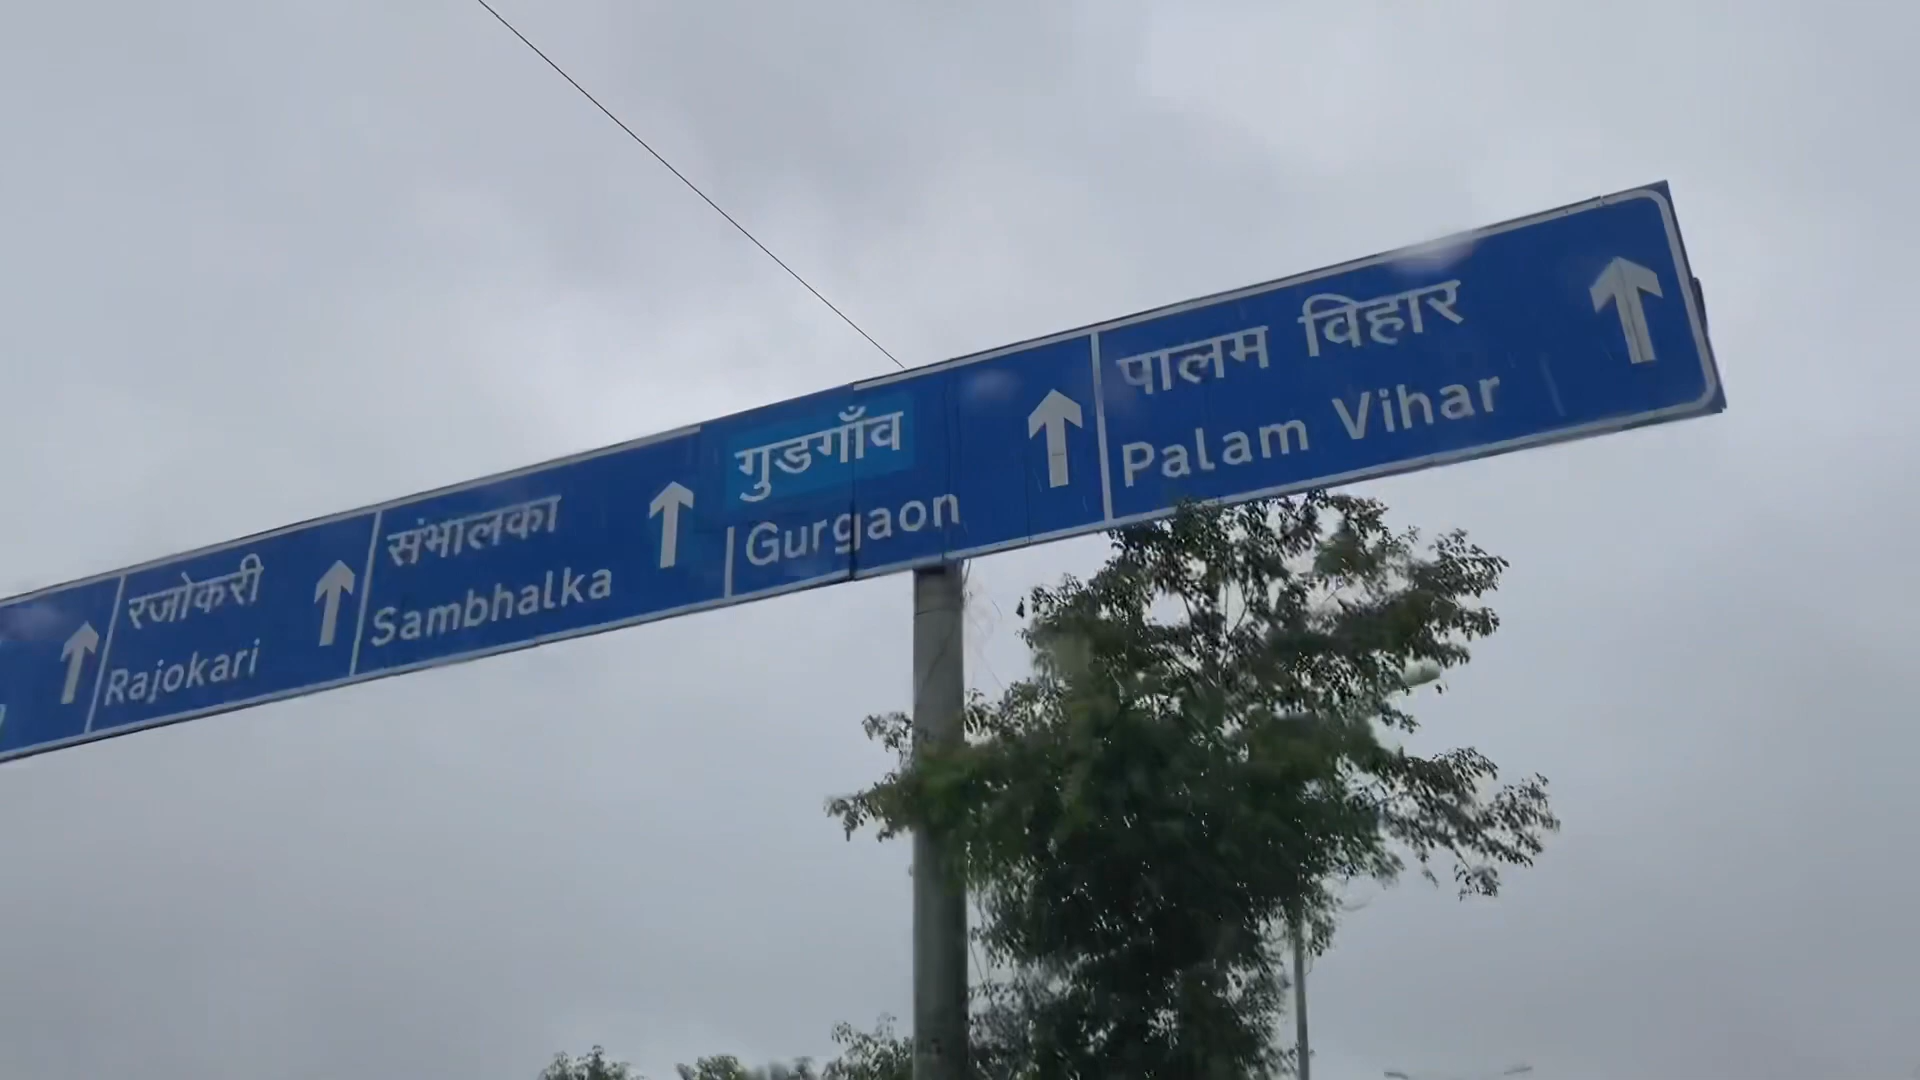 रजोकरी
Rajokari
संभालका
Sambhalka
गुडगाँव
Gurgaon
पालम विहार
Palam Vihar